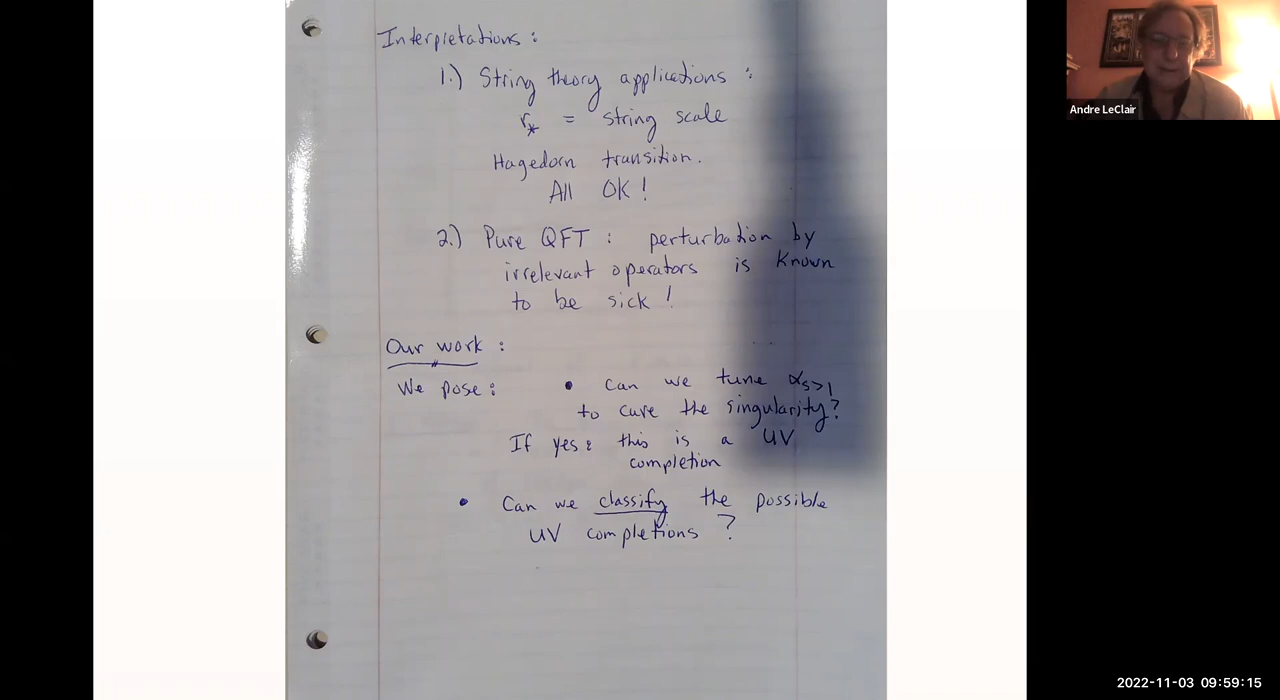 Interpretations :
1.) String theory applications :
r* = string scale
Hagedorn transition.
All OK !
2.) Pure QFT : perturbation by
irrelevant operators is known
to be sick !
Our work :
We pose : • Can we tune αs>1
to cure the singularity?
If yes : this is a UV
completion
• Can we classify the possible
UV completions ?
Andre LeClair
2022-11-03 09:59:15